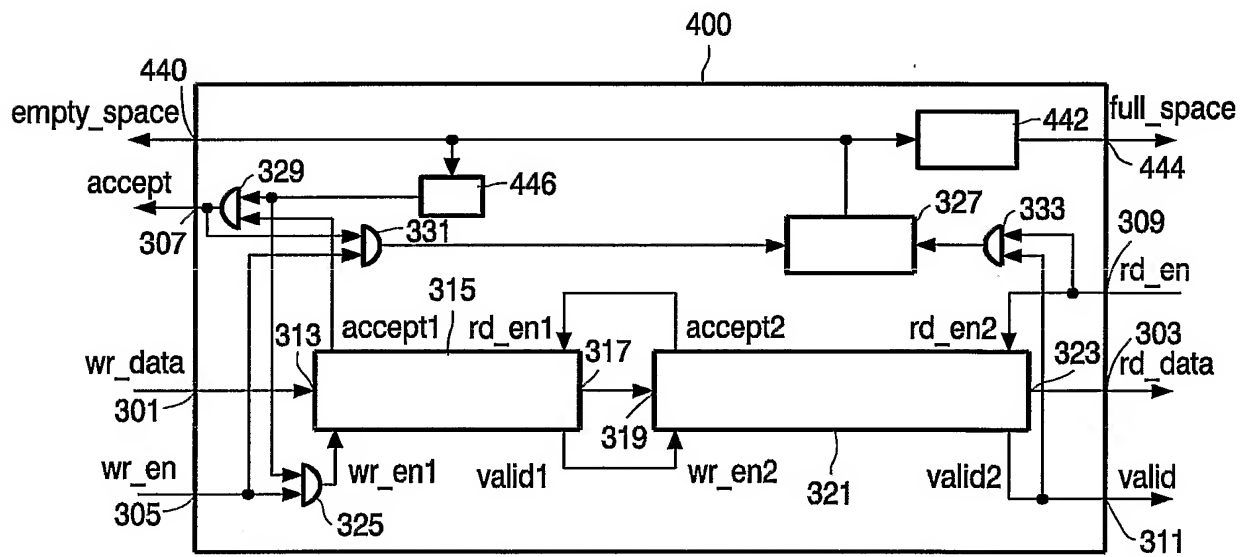 400
440
empty_space
442
full_space
444
329
accept
446
327
333
307
331
309
rd_en
315
313
accept1
rd_en1
317
accept2
rd_en2
323
303
wr_data
rd_data
301
319
wr_en
wr_en1
valid1
wr_en2
321
valid2
valid
305
325
311